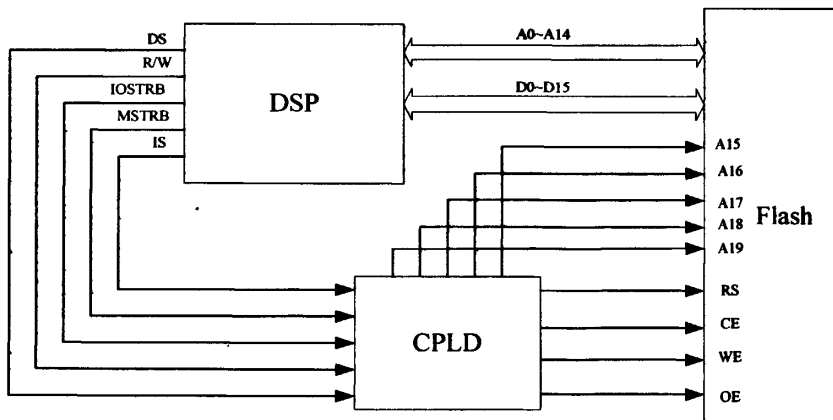 DS
R/W
IOSTRB
MSTRB
IS
DSP
A0~A14
D0~D15
A15
A16
A17
A18
A19
Flash
RS
CE
WE
OE
CPLD